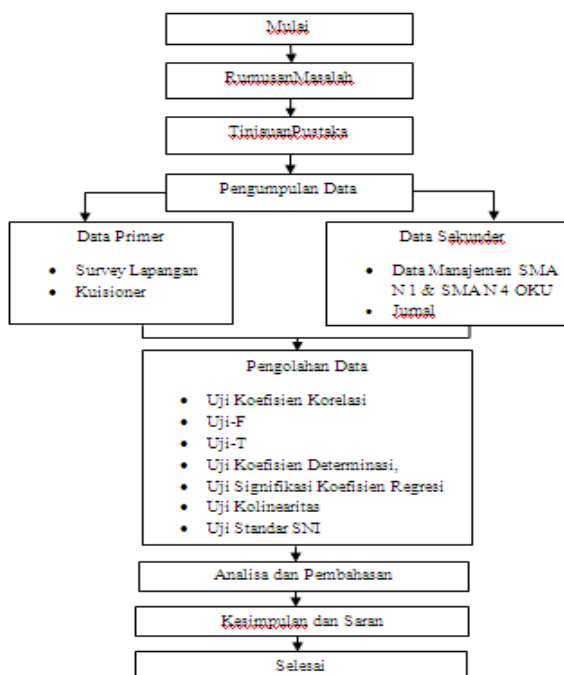 Mulai
RumusanMasalah
TinjauanPustaka
Pengumpulan Data
Data Primer
• Survey Lapangan
• Kuisioner
Data Sekunder
• Data Manajemen SMA
N 1 & SMA N 4 OKU
• Jurnal
Pengolahan Data
• Uji Koefisien Korelasi
• Uji-F
• Uji-T
• Uji Koefisien Determinasi,
• Uji Signifikasi Koefisien Regresi
• Uji Kolinearitas
• Uji Standar SNI
Analisa dan Pembahasan
Kesimpulan dan Saran
Selesai